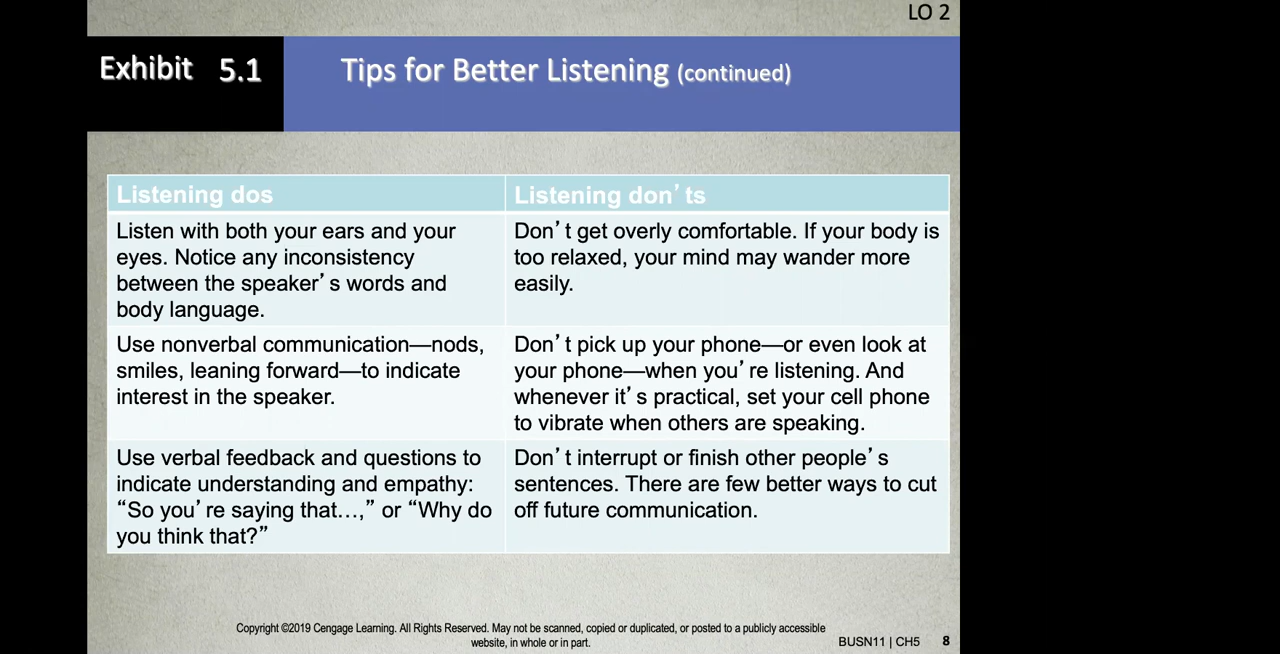 LO 2
Exhibit 5.1
Tips for Better Listening (continued)
Listening dos
Listening don’ts
Listen with both your ears and your
eyes. Notice any inconsistency
between the speaker’s words and
body language.
Don’t get overly comfortable. If your body is
too relaxed, your mind may wander more
easily.
Use nonverbal communication—nods,
smiles, leaning forward—to indicate
interest in the speaker.
Don’t pick up your phone—or even look at
your phone—when you’re listening. And
whenever it’s practical, set your cell phone
to vibrate when others are speaking.
Use verbal feedback and questions to
indicate understanding and empathy:
“So you’re saying that…,” or “Why do
you think that?”
Don’t interrupt or finish other people’s
sentences. There are few better ways to cut
off future communication.
Copyright ©2019 Cengage Learning. All Rights Reserved. May not be scanned, copied or duplicated, or posted to a publicly accessible
website, in whole or in part.
BUSN11 | CH5 8